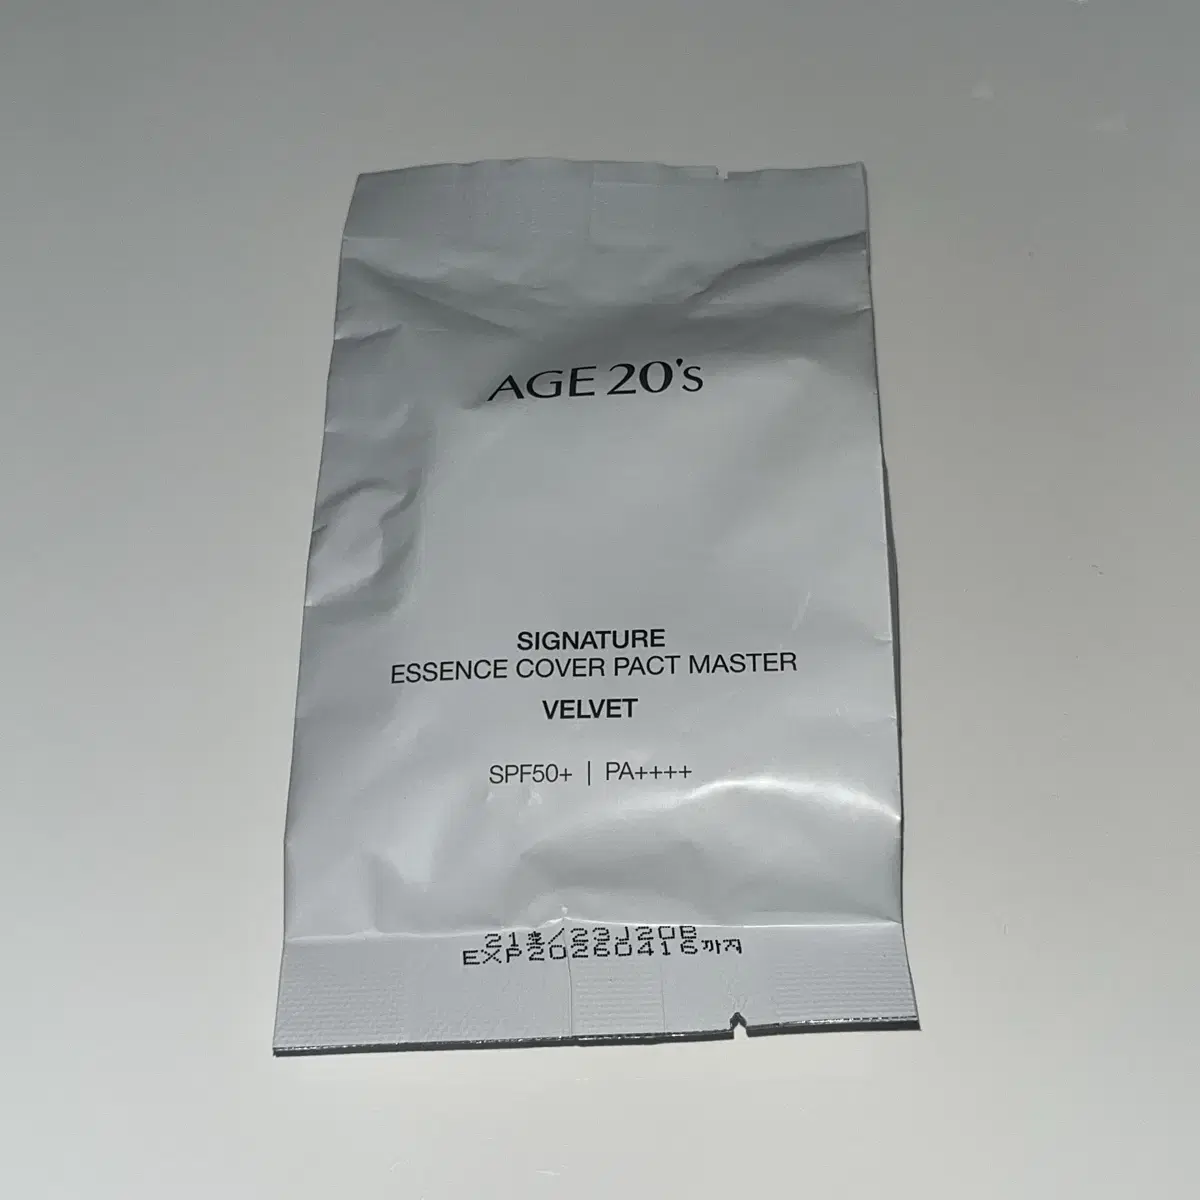 AGE 20's
SIGNATURE
ESSENCE COVER PACT MASTER
VELVET
SPF50+ | PA++++
21호/23J20B
EXP20260416까지